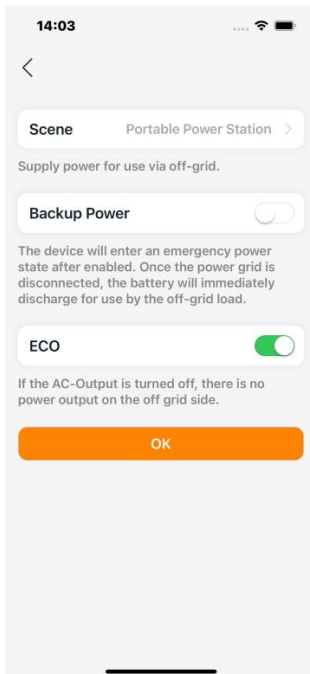 14:03
Scene Portable Power Station
Supply power for use via off-grid.
Backup Power
The device will enter an emergency power
state after enabled. Once the power grid is
disconnected, the battery will immediately
discharge for use by the off-grid load.
ECO
If the AC-Output is turned off, there is no
power output on the off grid side.
OK